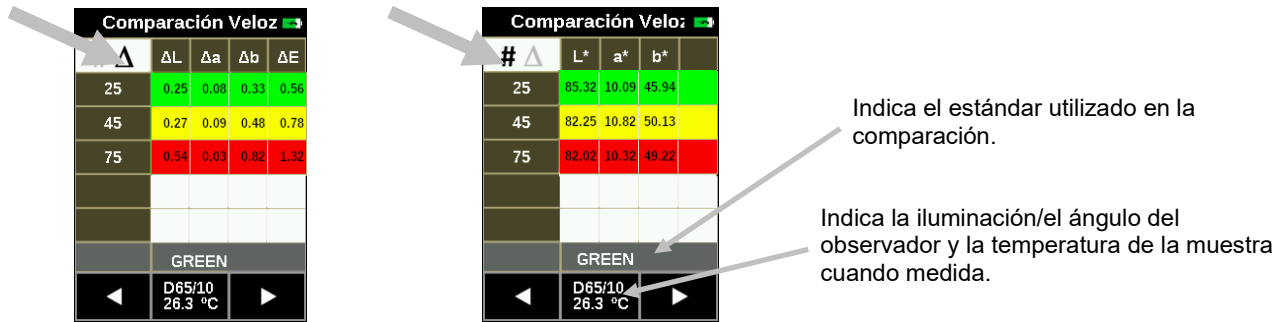 Comparación Veloz
# Δ ΔL Δa Δb ΔE
25 0.25 0.08 0.33 0.56
45 0.27 0.09 0.48 0.78
75 0.54 0.03 0.82 1.32
GREEN
D65/10
26.3 ºC
Comparación Veloz
# Δ L* a* b*
25 85.32 10.09 45.94
45 82.25 10.82 50.13
75 82.02 10.32 49.22
GREEN
D65/10
26.3 ºC
Indica el estándar utilizado en la
comparación.
Indica la iluminación/el ángulo del
observador y la temperatura de la muestra
cuando medida.